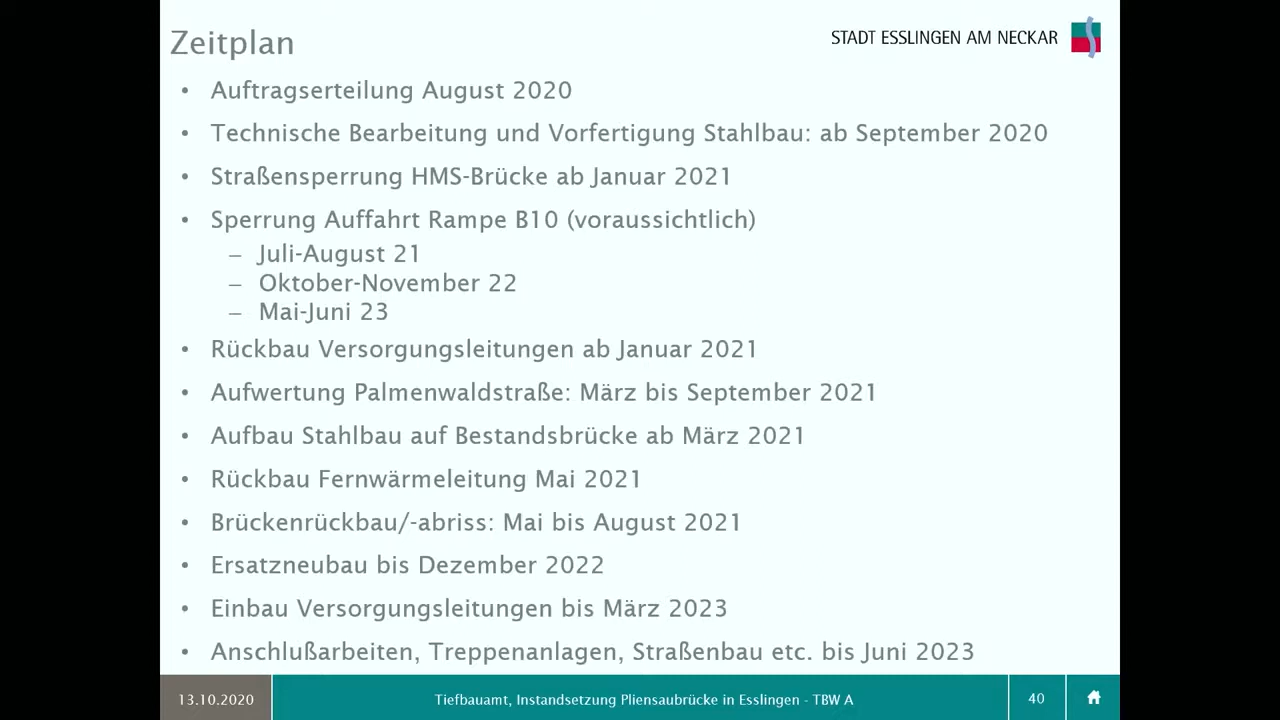 Zeitplan
STADT ESSLINGEN AM NECKAR
• Auftragserteilung August 2020
• Technische Bearbeitung und Vorfertigung Stahlbau: ab September 2020
• Straßensperrung HMS-Brücke ab Januar 2021
• Sperrung Auffahrt Rampe B10 (voraussichtlich)
– Juli-August 21
– Oktober-November 22
– Mai-Juni 23
• Rückbau Versorgungsleitungen ab Januar 2021
• Aufwertung Palmenwaldstraße: März bis September 2021
• Aufbau Stahlbau auf Bestandsbrücke ab März 2021
• Rückbau Fernwärmeleitung Mai 2021
• Brückenrückbau/-abriss: Mai bis August 2021
• Ersatzneubau bis Dezember 2022
• Einbau Versorgungsleitungen bis März 2023
• Anschlußarbeiten, Treppenanlagen, Straßenbau etc. bis Juni 2023
13.10.2020
Tiefbauamt, Instandsetzung Pliensaubrücke in Esslingen - TBW A
40